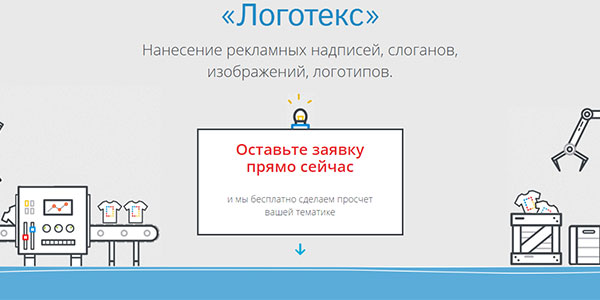 «Логотекс»
Нанесение рекламных надписей, слоганов,
изображений, логотипов.
Оставьте заявку
прямо сейчас
и мы бесплатно сделаем просчет
вашей тематике